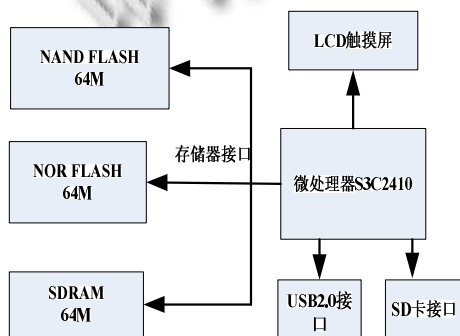 LCD触摸屏
NAND FLASH
64M
存储器接口
NOR FLASH
64M
微处理器S3C2410
SDRAM
64M
USB2.0接
口
SD卡接口